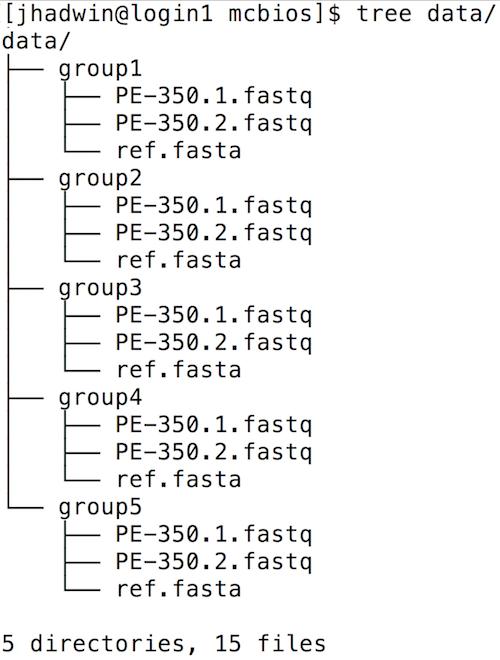 [jhadwin@login1 mcbios]$ tree data/
data/
├── group1
│   ├── PE-350.1.fastq
│   ├── PE-350.2.fastq
│   └── ref.fasta
├── group2
│   ├── PE-350.1.fastq
│   ├── PE-350.2.fastq
│   └── ref.fasta
├── group3
│   ├── PE-350.1.fastq
│   ├── PE-350.2.fastq
│   └── ref.fasta
├── group4
│   ├── PE-350.1.fastq
│   ├── PE-350.2.fastq
│   └── ref.fasta
└── group5
    ├── PE-350.1.fastq
    ├── PE-350.2.fastq
    └── ref.fasta

5 directories, 15 files